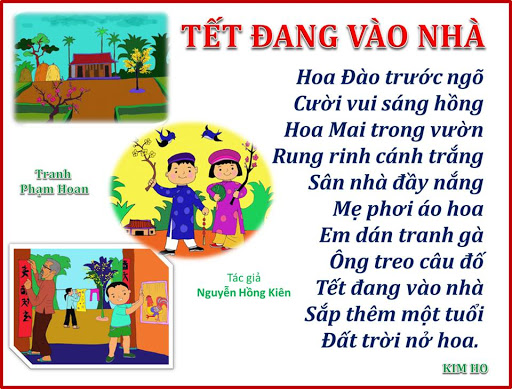 TẾT ĐANG VÀO NHÀ
Hoa Đào trước ngõ
Cười vui sáng hồng
Hoa Mai trong vườn
Rung rinh cánh trắng
Sân nhà đầy nắng
Mẹ phơi áo hoa
Em dán tranh gà
Ông treo câu đố
Tết đang vào nhà
Sắp thêm một tuổi
Đất trời nở hoa.
Tranh
Phạm Hoan
Tác giả
Nguyễn Hồng Kiên
KIM HO